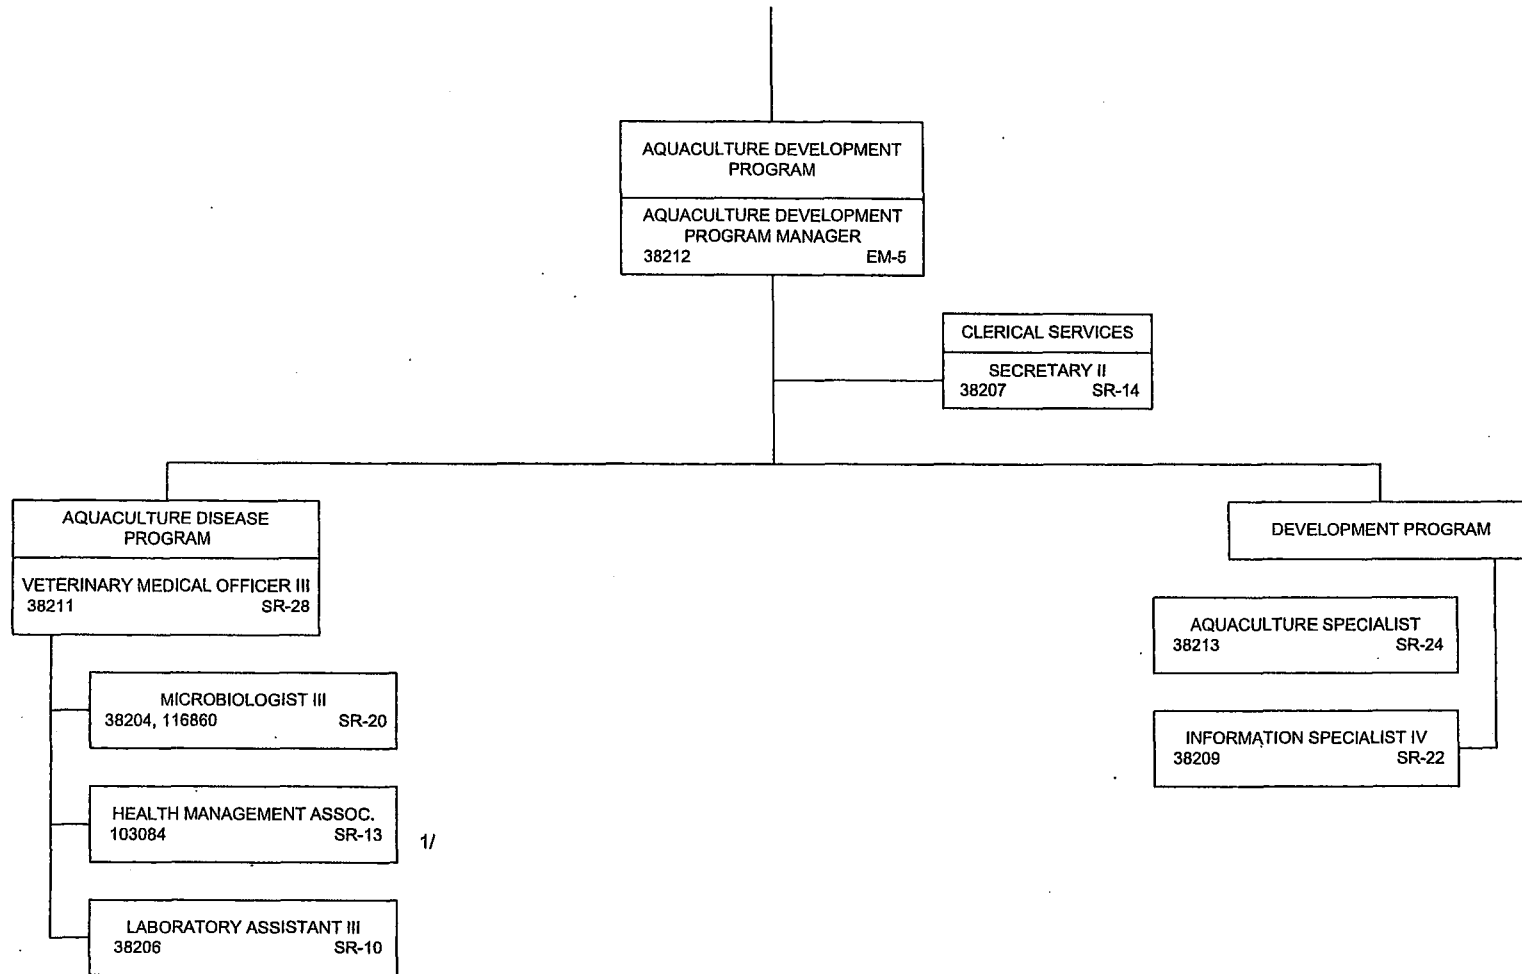 AQUACULTURE DEVELOPMENT
PROGRAM
AQUACULTURE DEVELOPMENT
PROGRAM MANAGER
38212 EM-5
CLERICAL SERVICES
SECRETARY II
38207 SR-14
AQUACULTURE DISEASE
PROGRAM
VETERINARY MEDICAL OFFICER III
38211 SR-28
MICROBIOLOGIST III
38204, 116860 SR-20
HEALTH MANAGEMENT ASSOC.
103084 SR-13 1/
LABORATORY ASSISTANT III
38206 SR-10
DEVELOPMENT PROGRAM
AQUACULTURE SPECIALIST
38213 SR-24
INFORMATION SPECIALIST IV
38209 SR-22